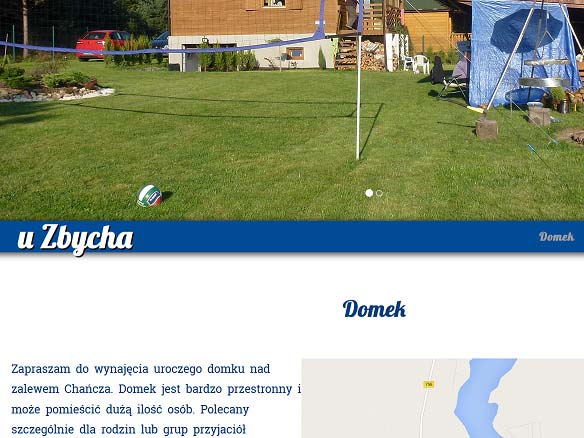 u Zbycha
Domek
Domek
Zapraszam do wynajęcia uroczego domku nad
zalewem Chańcza. Domek jest bardzo przestronny i
może pomieścić dużą ilość osób. Polecany
szczególnie dla rodzin lub grup przyjaciół